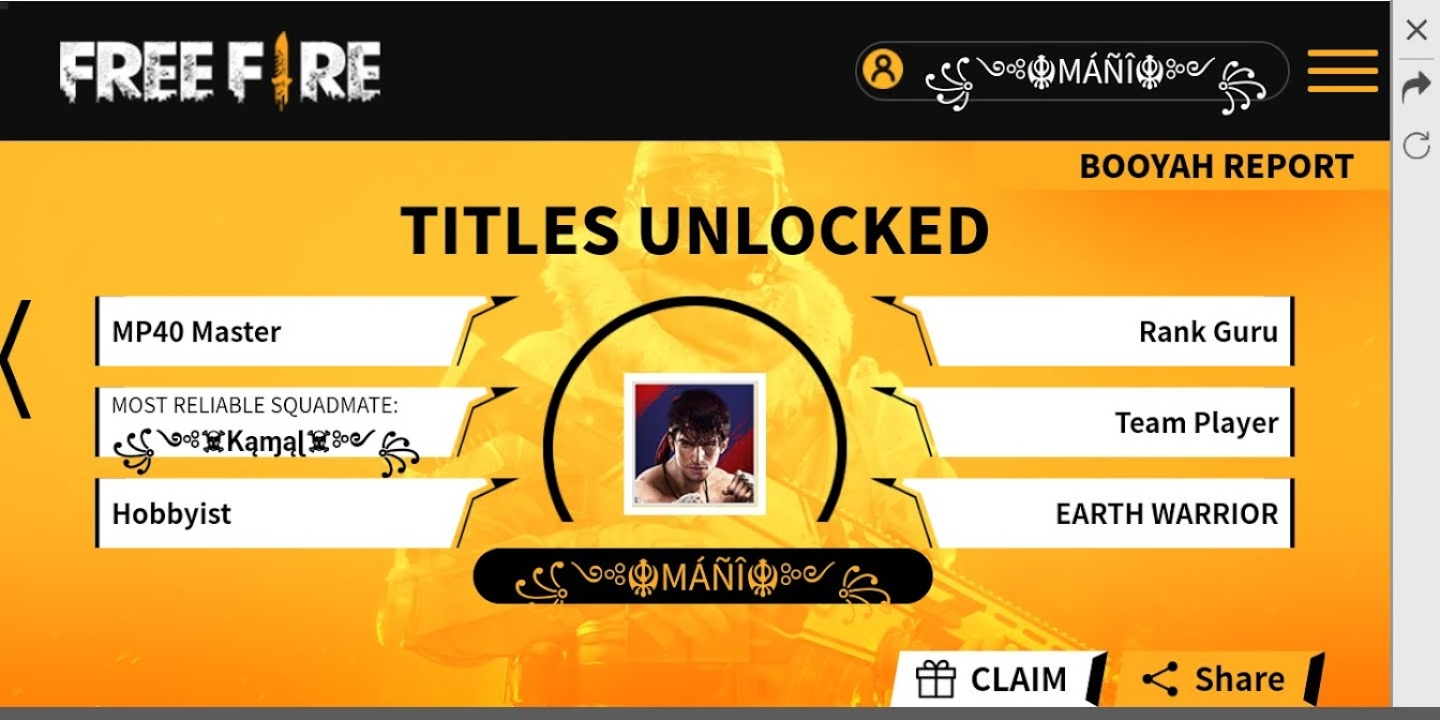 FREE FIRE
꧁༺☬MÁÑÎ☬༻꧂
BOOYAH REPORT
TITLES UNLOCKED
MP40 Master
Rank Guru
MOST RELIABLE SQUADMATE:
꧁༺☠Kąɱąɭ☠༻꧂
Team Player
Hobbyist
EARTH WARRIOR
꧁༺☬MÁÑÎ☬༻꧂
CLAIM
Share